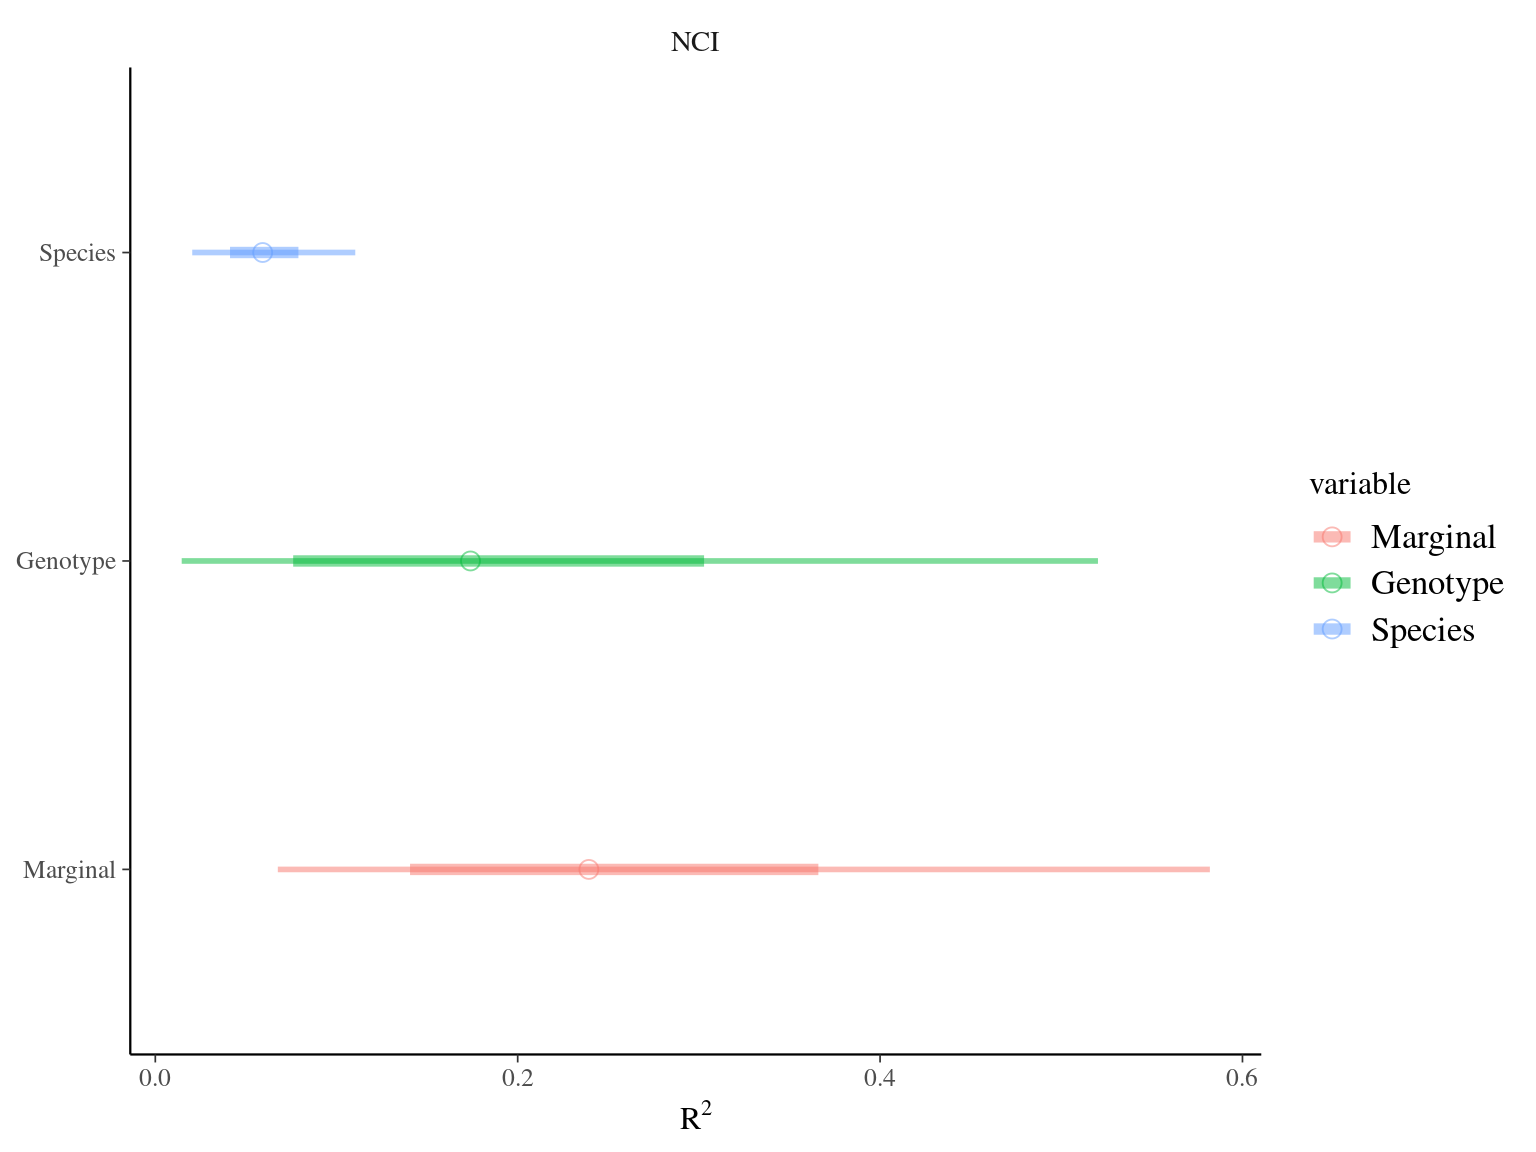 NCI
Species
Genotype
Marginal
0.0 0.2 0.4 0.6
R²
variable
Marginal
Genotype
Species